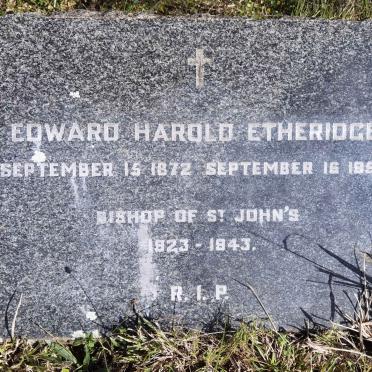 EDWARD HAROLD ETHERIDGE
SEPTEMBER 15 1872 SEPTEMBER 16
BISHOP OF ST JOHN'S
1923 - 1943.
R. I. P.